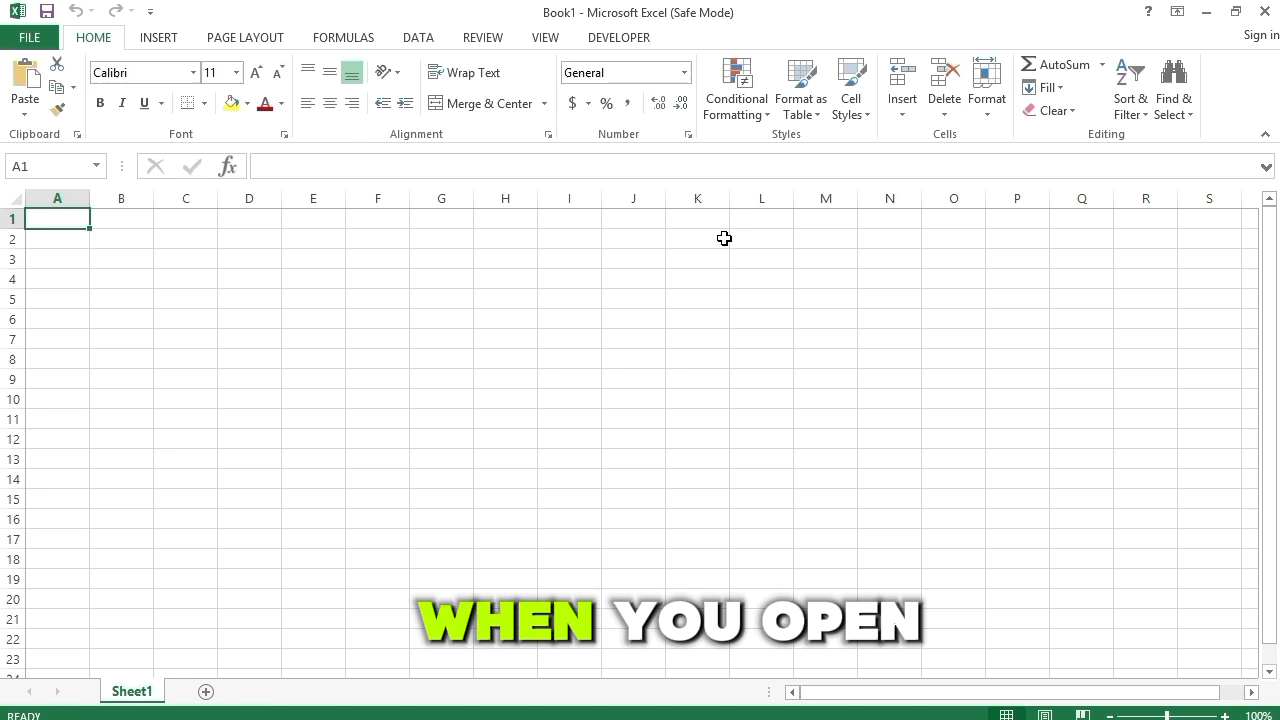 Book1 - Microsoft Excel (Safe Mode)
?
FILE HOME INSERT PAGE LAYOUT FORMULAS DATA REVIEW VIEW DEVELOPER Sign in
Paste
Calibri 11
B I U A
Wrap Text
Merge & Center
General
$ % ,
Conditional Formatting
Format as Table
Cell Styles
Insert Delete Format
AutoSum
Fill
Clear
Sort & Filter
Find & Select
Clipboard Font Alignment Number Styles Cells Editing
A1 fx
A B C D E F G H I J K L M N O P Q R S
1
2
3
4
5
6
7
8
9
10
11
12
13
14
15
16
17
18
19
20
21
22
23
WHEN YOU OPEN
Sheet1
READY 100%